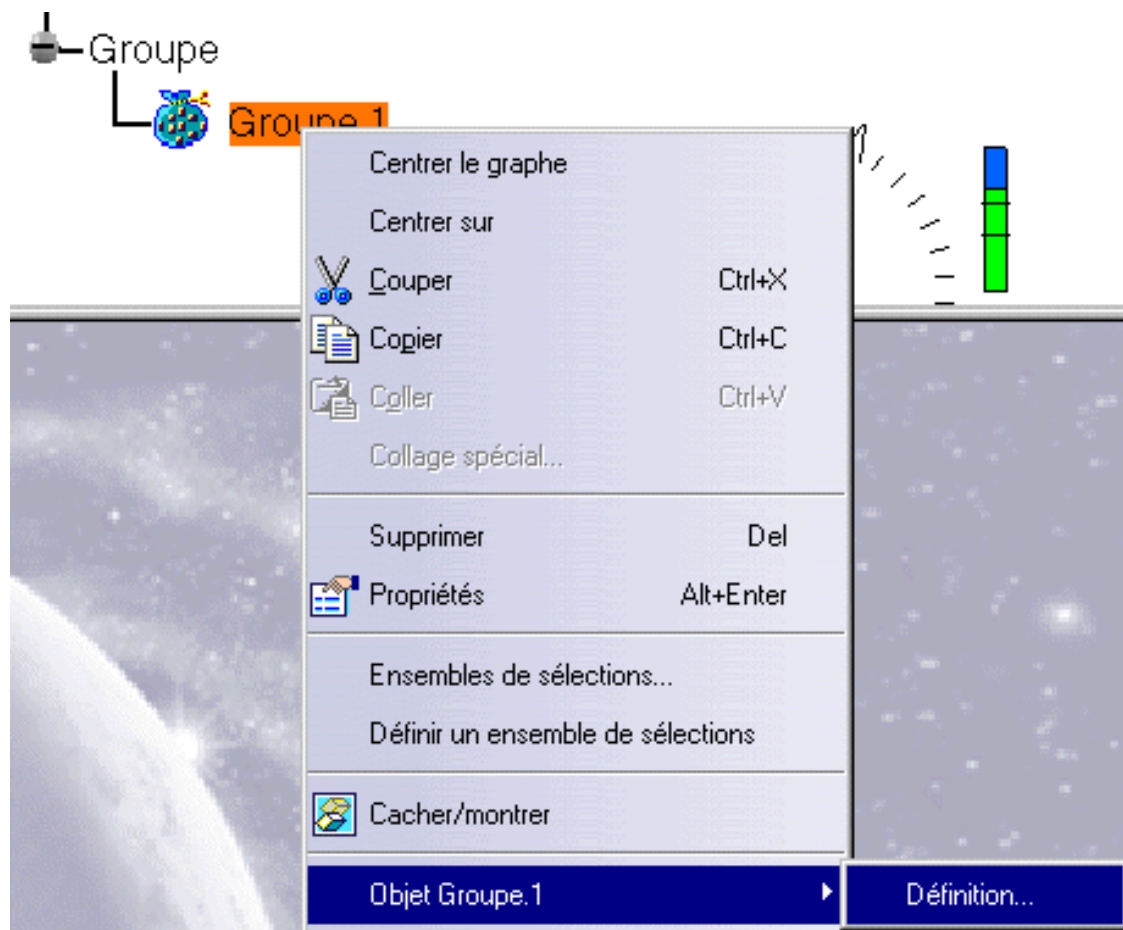 Groupe
Groupe.1
Centrer le graphe
Centrer sur
Couper Ctrl+X
Copier Ctrl+C
Coller Ctrl+V
Collage spécial...
Supprimer Del
Propriétés Alt+Enter
Ensembles de sélections...
Définir un ensemble de sélections
Cacher/montrer
Objet Groupe.1
Définition...